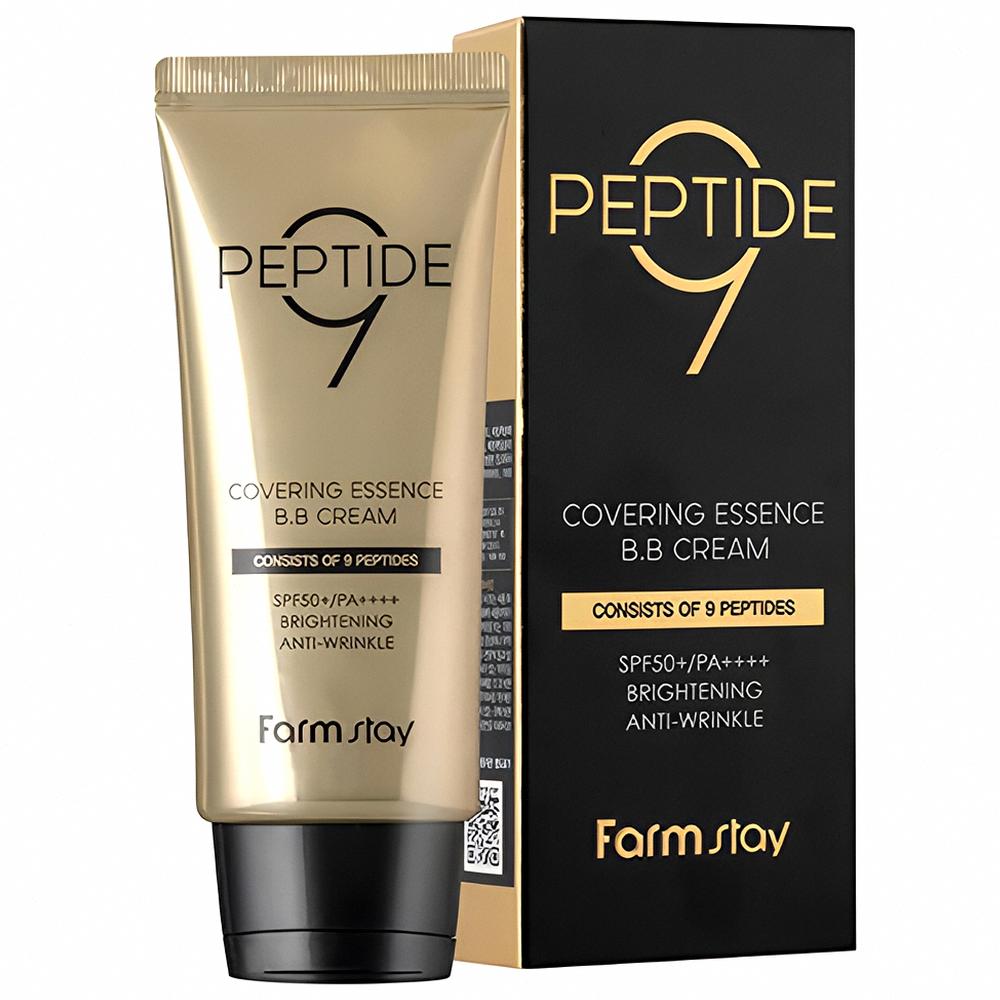 PEPTIDE
9
COVERING ESSENCE
B.B CREAM
CONSISTS OF 9 PEPTIDES
SPF50+/PA++++
BRIGHTENING
ANTI-WRINKLE
Farmstay
PEPTIDE
9
COVERING ESSENCE
B.B CREAM
CONSISTS OF 9 PEPTIDES
SPF50+/PA++++
BRIGHTENING
ANTI-WRINKLE
Farmstay